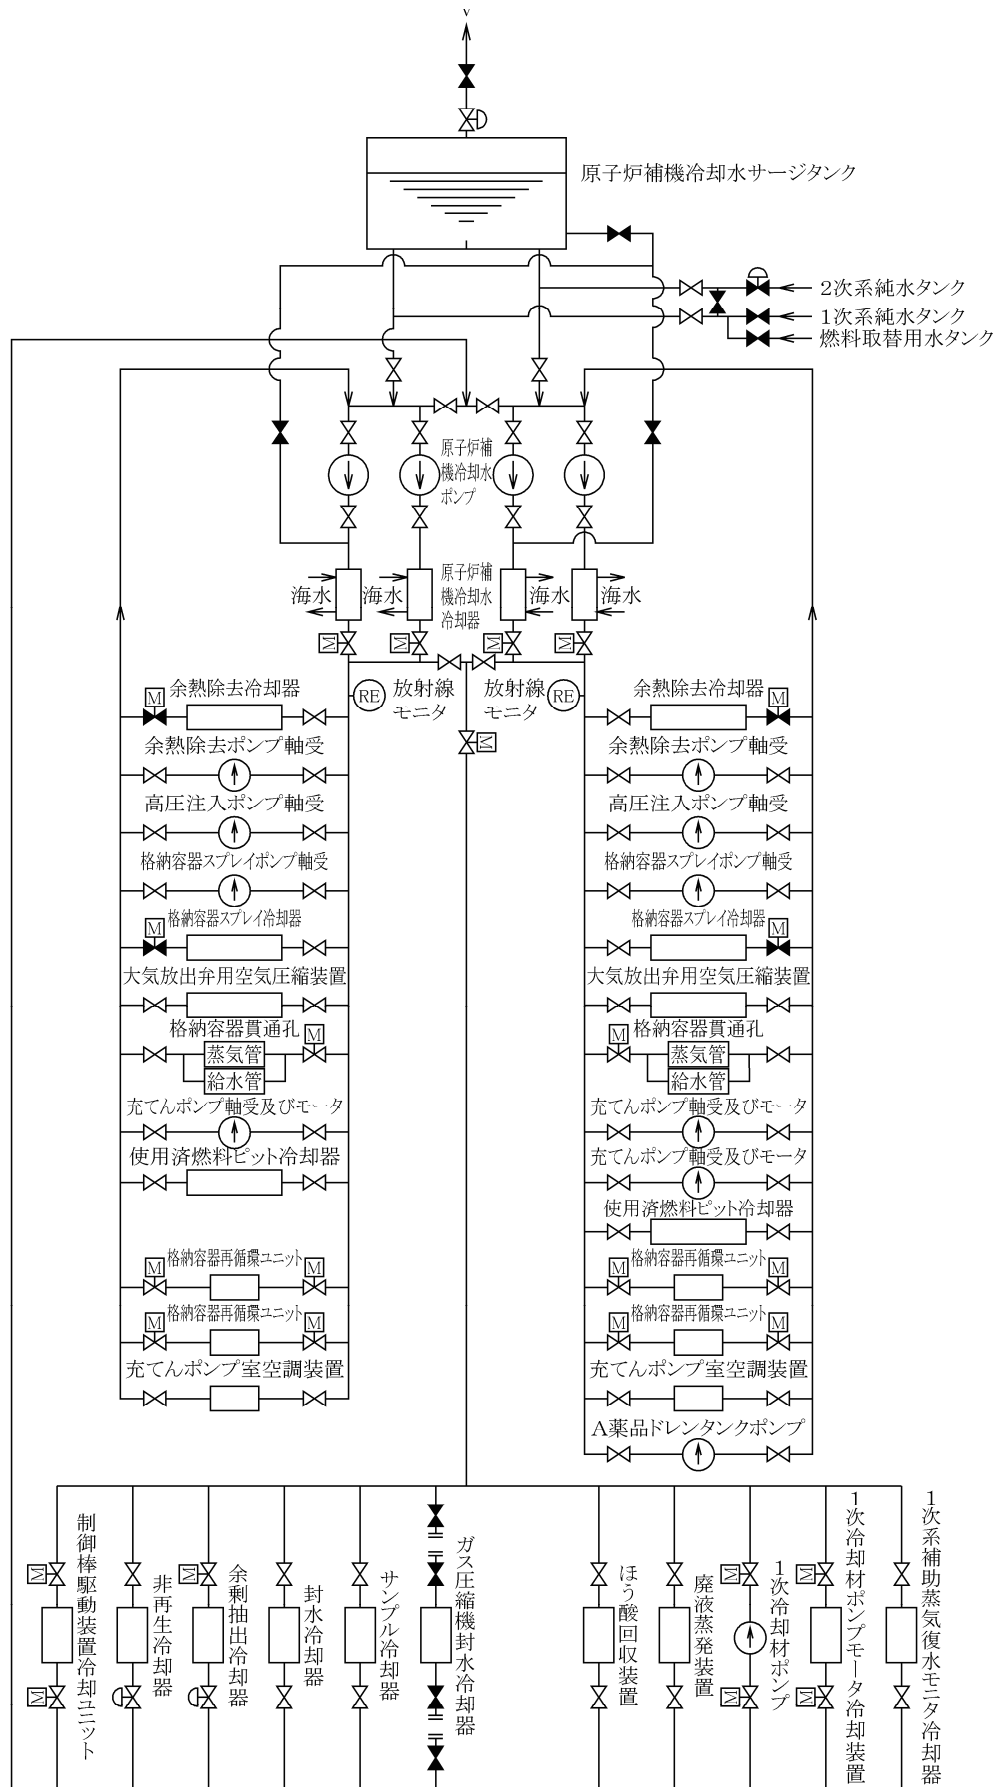 V
原子炉補機冷却水サージタンク
2次系純水タンク
1次系純水タンク
燃料取替用水タンク
原子炉補
機冷却水
ポンプ
原子炉補
機冷却水
冷却器
海水
海水
海水
海水
M
M
M
M
RE
放射線
モニタ
放射線
モニタ
RE
M
M
余熱除去冷却器
余熱除去ポンプ軸受
高圧注入ポンプ軸受
格納容器スプレイポンプ軸受
M
格納容器スプレイ冷却器
大気放出弁用空気圧縮装置
格納容器貫通孔
M
蒸気管
給水管
充てんポンプ軸受及びモータ
使用済燃料ピット冷却器
格納容器再循環ユニット
M
M
格納容器再循環ユニット
M
M
充てんポンプ室空調装置
余熱除去冷却器
M
余熱除去ポンプ軸受
高圧注入ポンプ軸受
格納容器スプレイポンプ軸受
格納容器スプレイ冷却器
M
大気放出弁用空気圧縮装置
格納容器貫通孔
M
蒸気管
給水管
充てんポンプ軸受及びモータ
充てんポンプ軸受及びモータ
使用済燃料ピット冷却器
格納容器再循環ユニット
M
M
格納容器再循環ユニット
M
M
充てんポンプ室空調装置
A薬品ドレンタンクポンプ
M
M
制御棒駆動装置冷却ユニット
非再生冷却器
M
余剰抽出冷却器
封水冷却器
サンプル冷却器
ガス圧縮機封水冷却器
ほう酸回収装置
廃液蒸発装置
M
M
1次冷却材ポンプ
M
M
1次冷却材ポンプモータ冷却装置
1次系補助蒸気復水モニタ冷却器